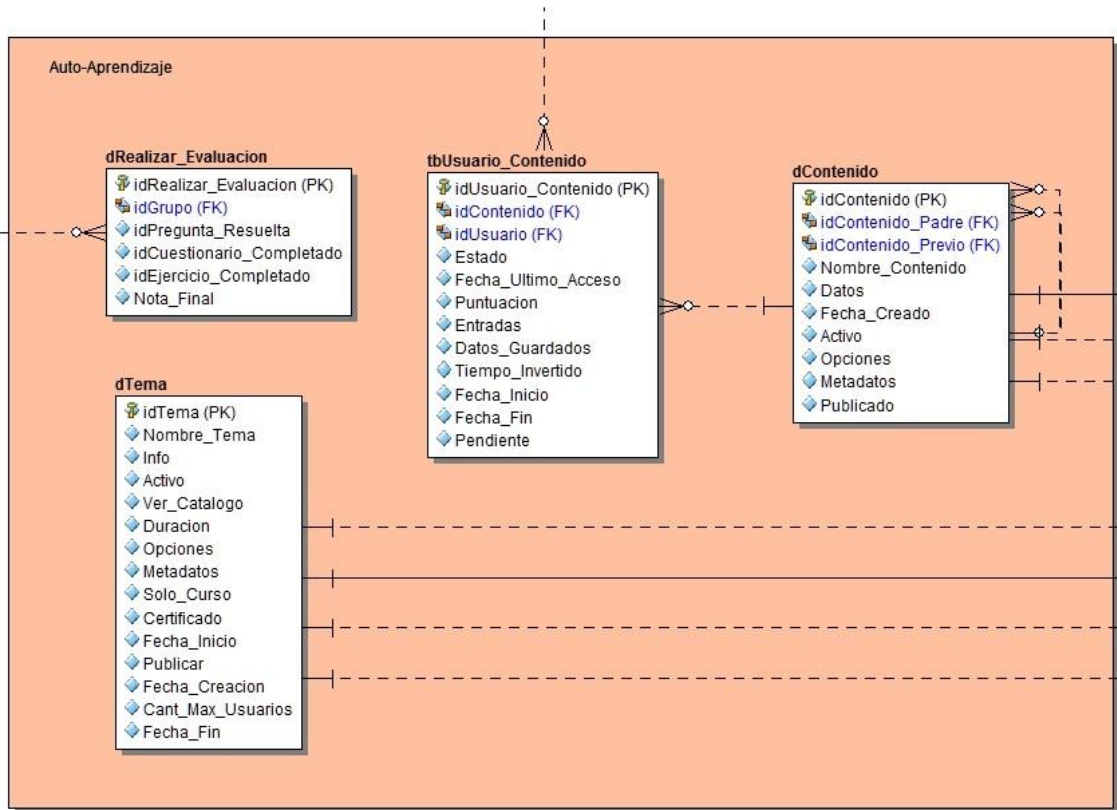 Auto-Aprendizaje
dRealizar_Evaluacion
idRealizar_Evaluacion (PK)
idGrupo (FK)
idPregunta_Resuelta
idCuestionario_Completado
idEjercicio_Completado
Nota_Final
tbUsuario_Contenido
idUsuario_Contenido (PK)
idContenido (FK)
idUsuario (FK)
Estado
Fecha_Ultimo_Acceso
Puntuacion
Entradas
Datos_Guardados
Tiempo_Invertido
Fecha_Inicio
Fecha_Fin
Pendiente
dContenido
idContenido (PK)
idContenido_Padre (FK)
idContenido_Previo (FK)
Nombre_Contenido
Datos
Fecha_Creado
Activo
Opciones
Metadatos
Publicado
dTema
idTema (PK)
Nombre_Tema
Info
Activo
Ver_Catalogo
Duracion
Opciones
Metadatos
Solo_Curso
Certificado
Fecha_Inicio
Publicar
Fecha_Creacion
Cant_Max_Usuarios
Fecha_Fin